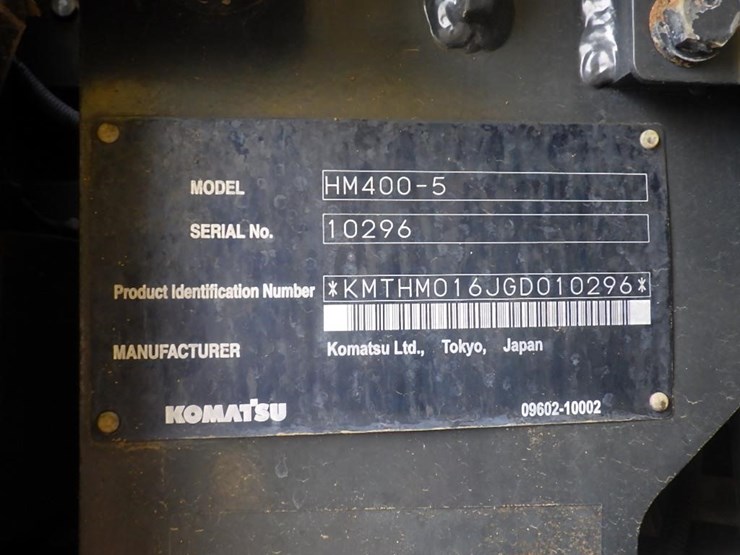 MODEL HM400-5
SERIAL No. 10296
Product Identification Number *KMTHM016JGD010296*
MANUFACTURER Komatsu Ltd., Tokyo, Japan
KOMATSU 09602-10002